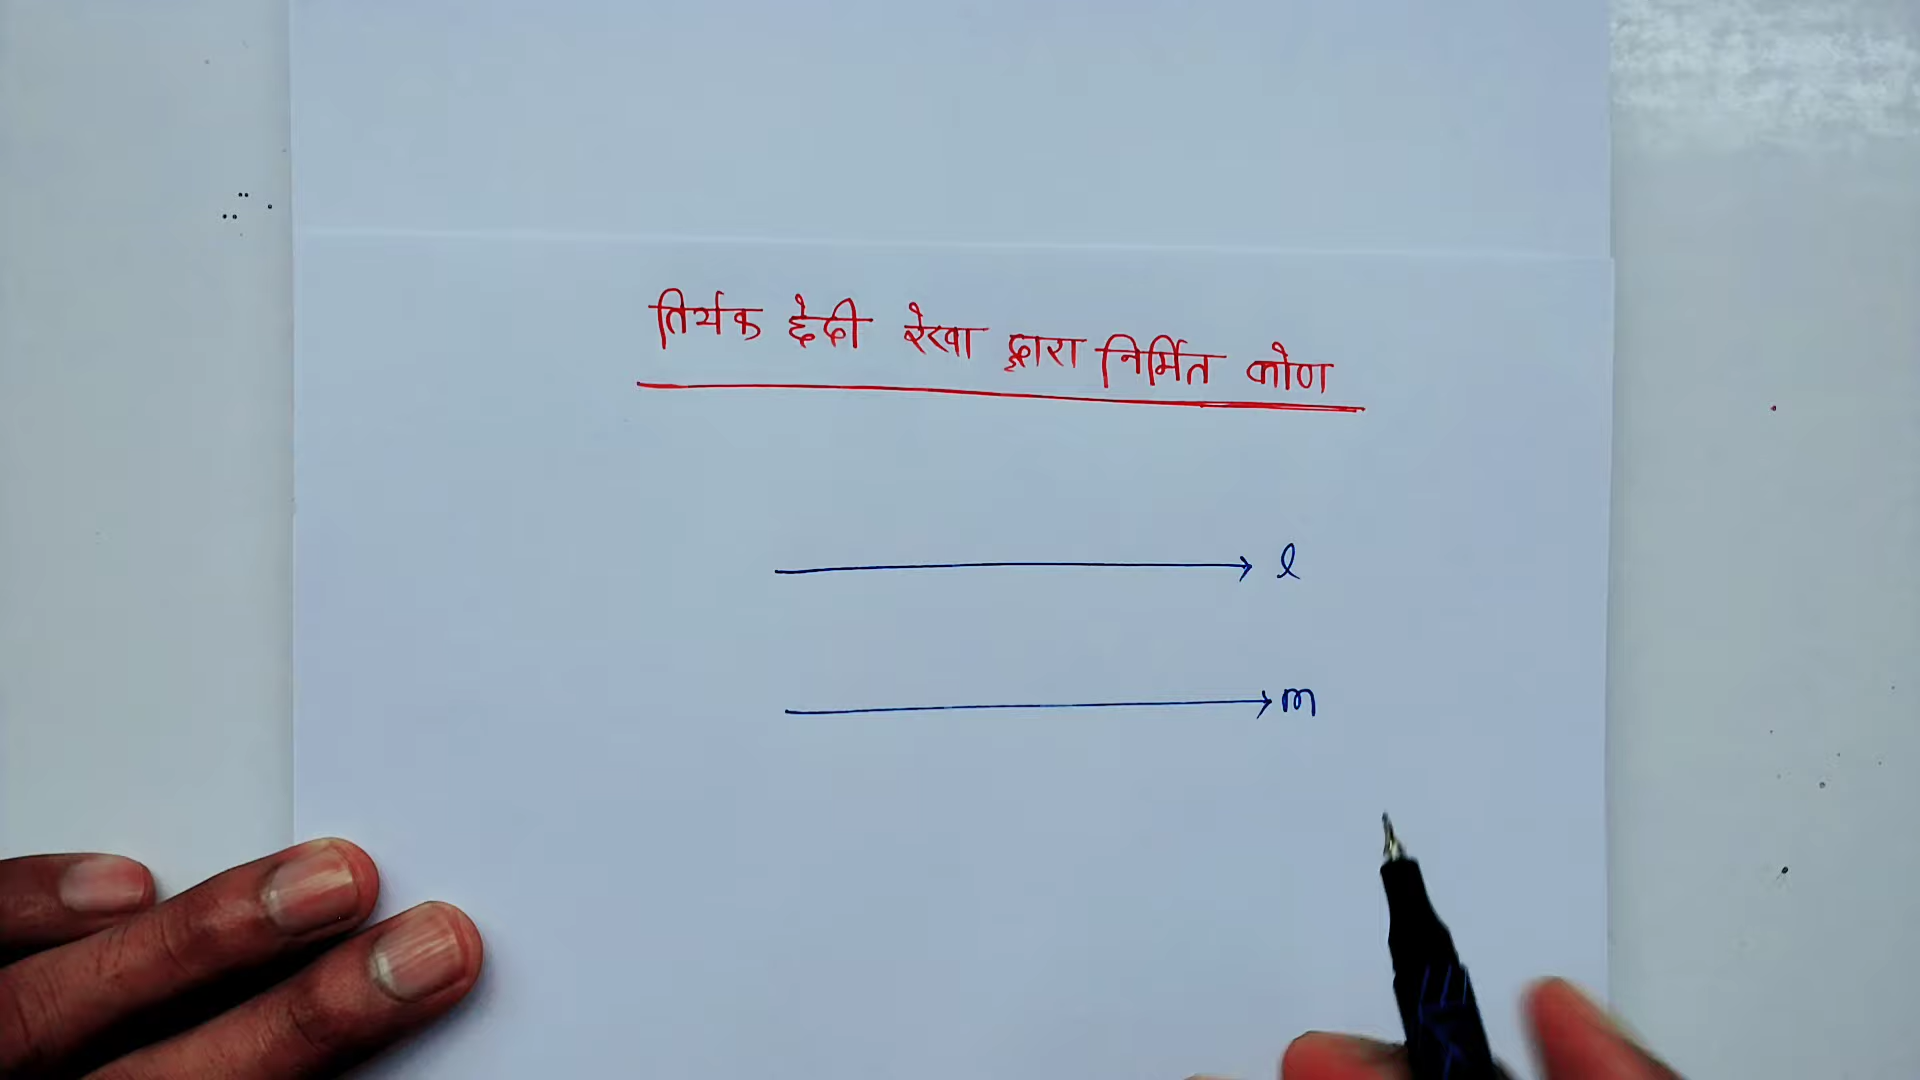 तिर्यक छेदी रेखा द्वारा निर्मित कोण
l
m